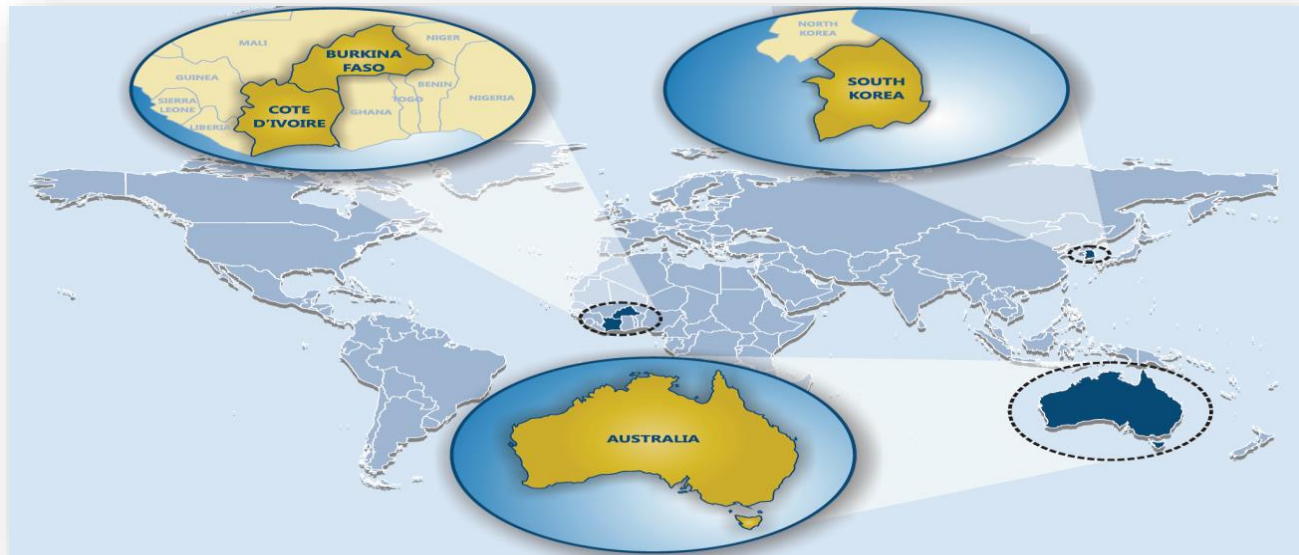 MALI
NIGER
BURKINA
FASO
GUINEA
BENIN
SIERRA
LEONE
COTE
D'IVOIRE
GHANA
TOGO
NIGERIA
LIBERIA
NORTH
KOREA
SOUTH
KOREA
AUSTRALIA